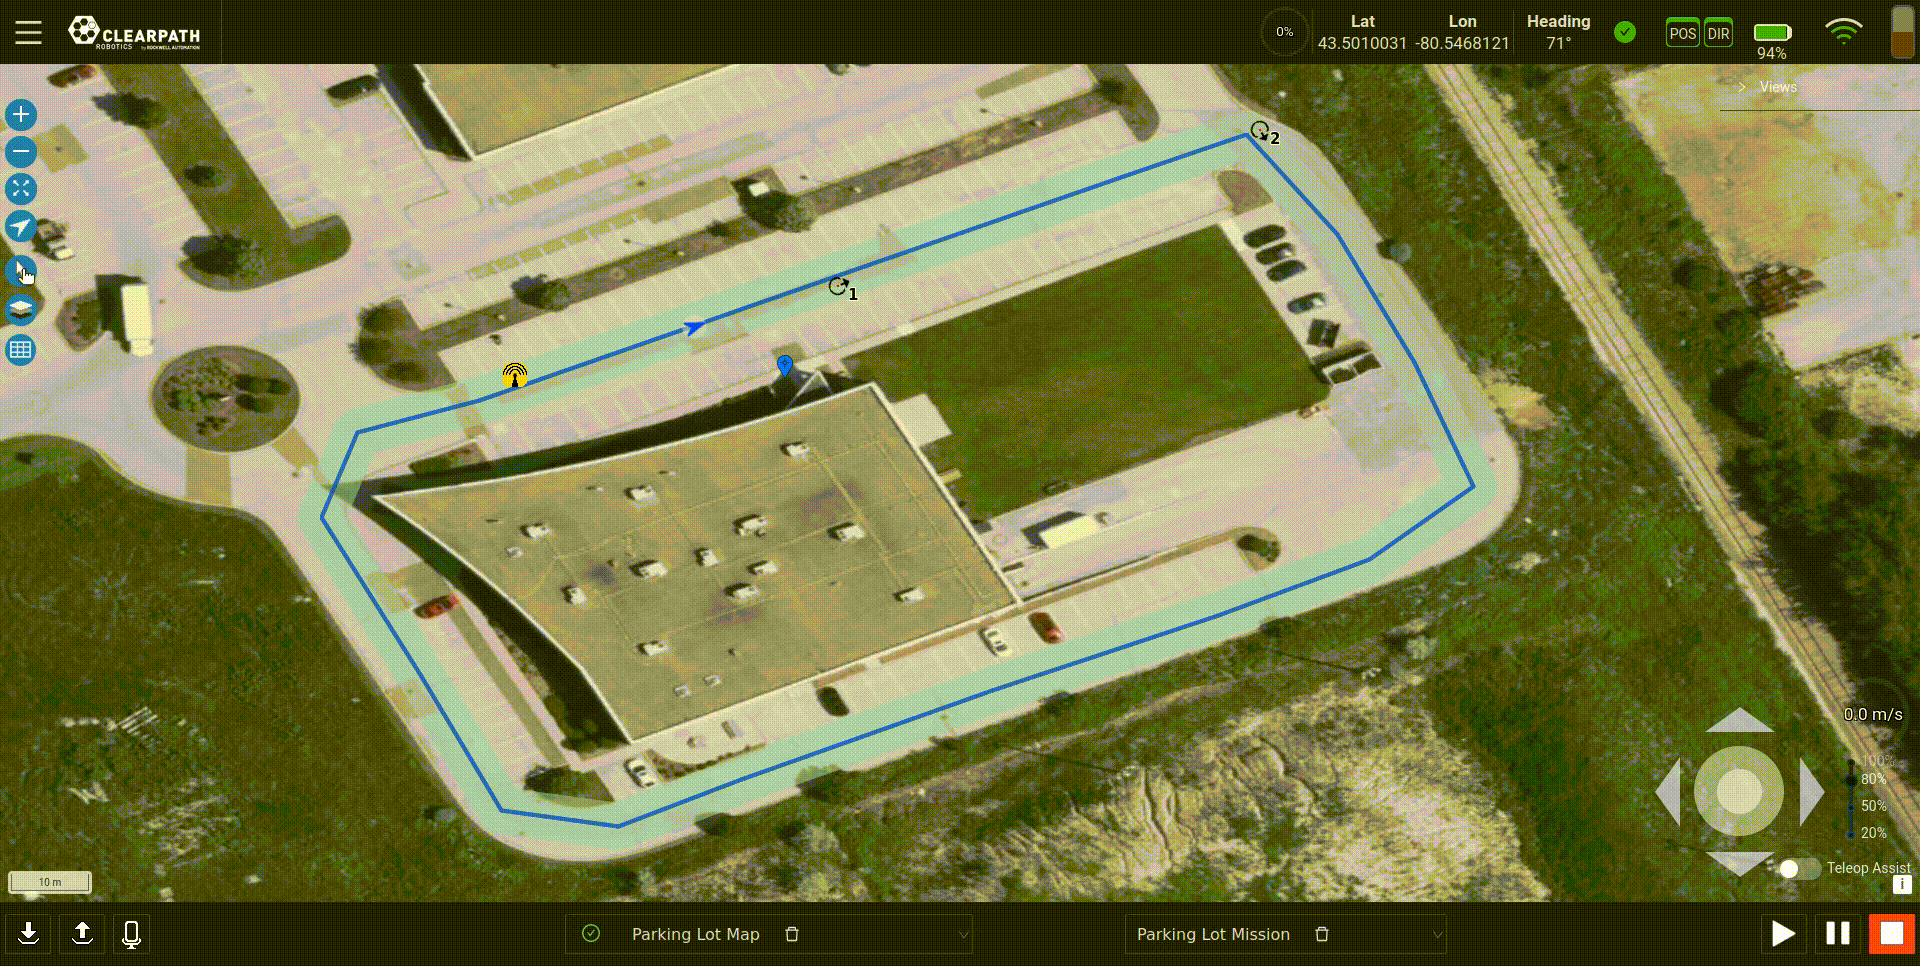 CLEARPATH
ROBOTICS by ROCKWELL AUTOMATION
0%
Lat
43.5010031
Lon
-80.5468121
Heading
71°
POS
DIR
94%
Views
2
1
0.0 m/s
100%
80%
50%
20%
Teleop Assist
i
10 m
Parking Lot Map
Parking Lot Mission